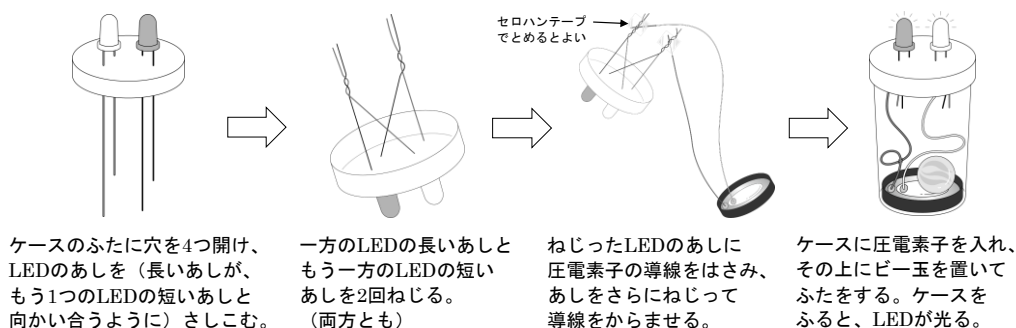 セロハンテープ
でとめるとよい
ケースのふたに穴を4つ開け、
LEDのあしを（長いあしが、
もう1つのLEDの短いあしと
向かい合うように）さしこむ。
一方のLEDの長いあしと
もう一方のLEDの短い
あしを2回ねじる。
（両方とも）
ねじったLEDのあしに
圧電素子の導線をはさみ、
あしをさらにねじって
導線をからませる。
ケースに圧電素子を入れ、
その上にビー玉を置いて
ふたをする。ケースを
ふると、LEDが光る。